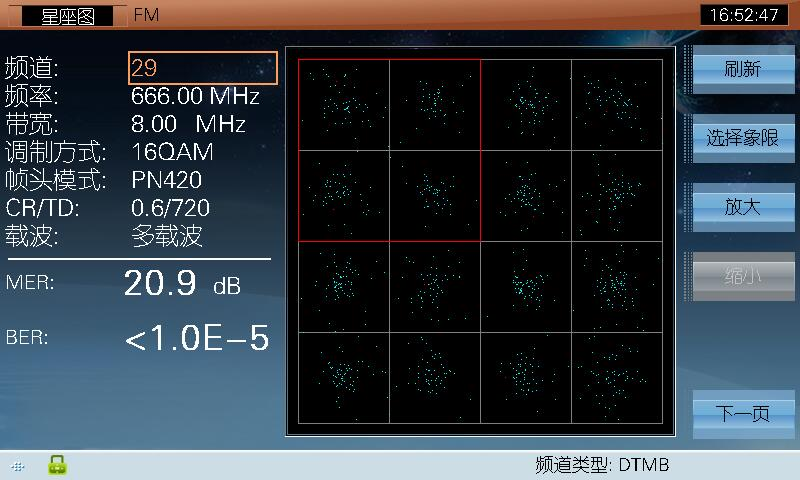 星座图 FM 16:52:47
频道: 29
频率: 666.00 MHz
带宽: 8.00 MHz
调制方式: 16QAM
帧头模式: PN420
CR/TD: 0.6/720
载波: 多载波
MER: 20.9 dB
BER: <1.0E-5
刷新
选择象限
放大
缩小
下一页
频道类型: DTMB